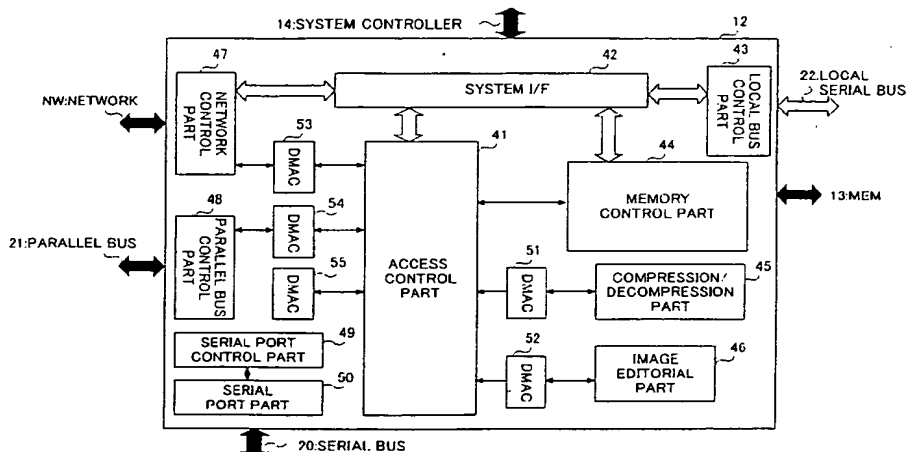 14:SYSTEM CONTROLLER
12
47
42
43
NETWORK
CONTROL
PART
SYSTEM I/F
LOCAL BUS
CONTROL
PART
22:LOCAL
SERIAL BUS
NW:NETWORK
53
DMAC
41
44
MEMORY
CONTROL PART
13:MEM
48
54
DMAC
21:PARALLEL BUS
PARALLEL BUS
CONTROL
PART
55
DMAC
ACCESS
CONTROL
PART
51
DMAC
45
COMPRESSION/
DECOMPRESSION
PART
49
SERIAL PORT
CONTROL PART
52
DMAC
46
IMAGE
EDITORIAL
PART
50
SERIAL
PORT PART
20:SERIAL BUS